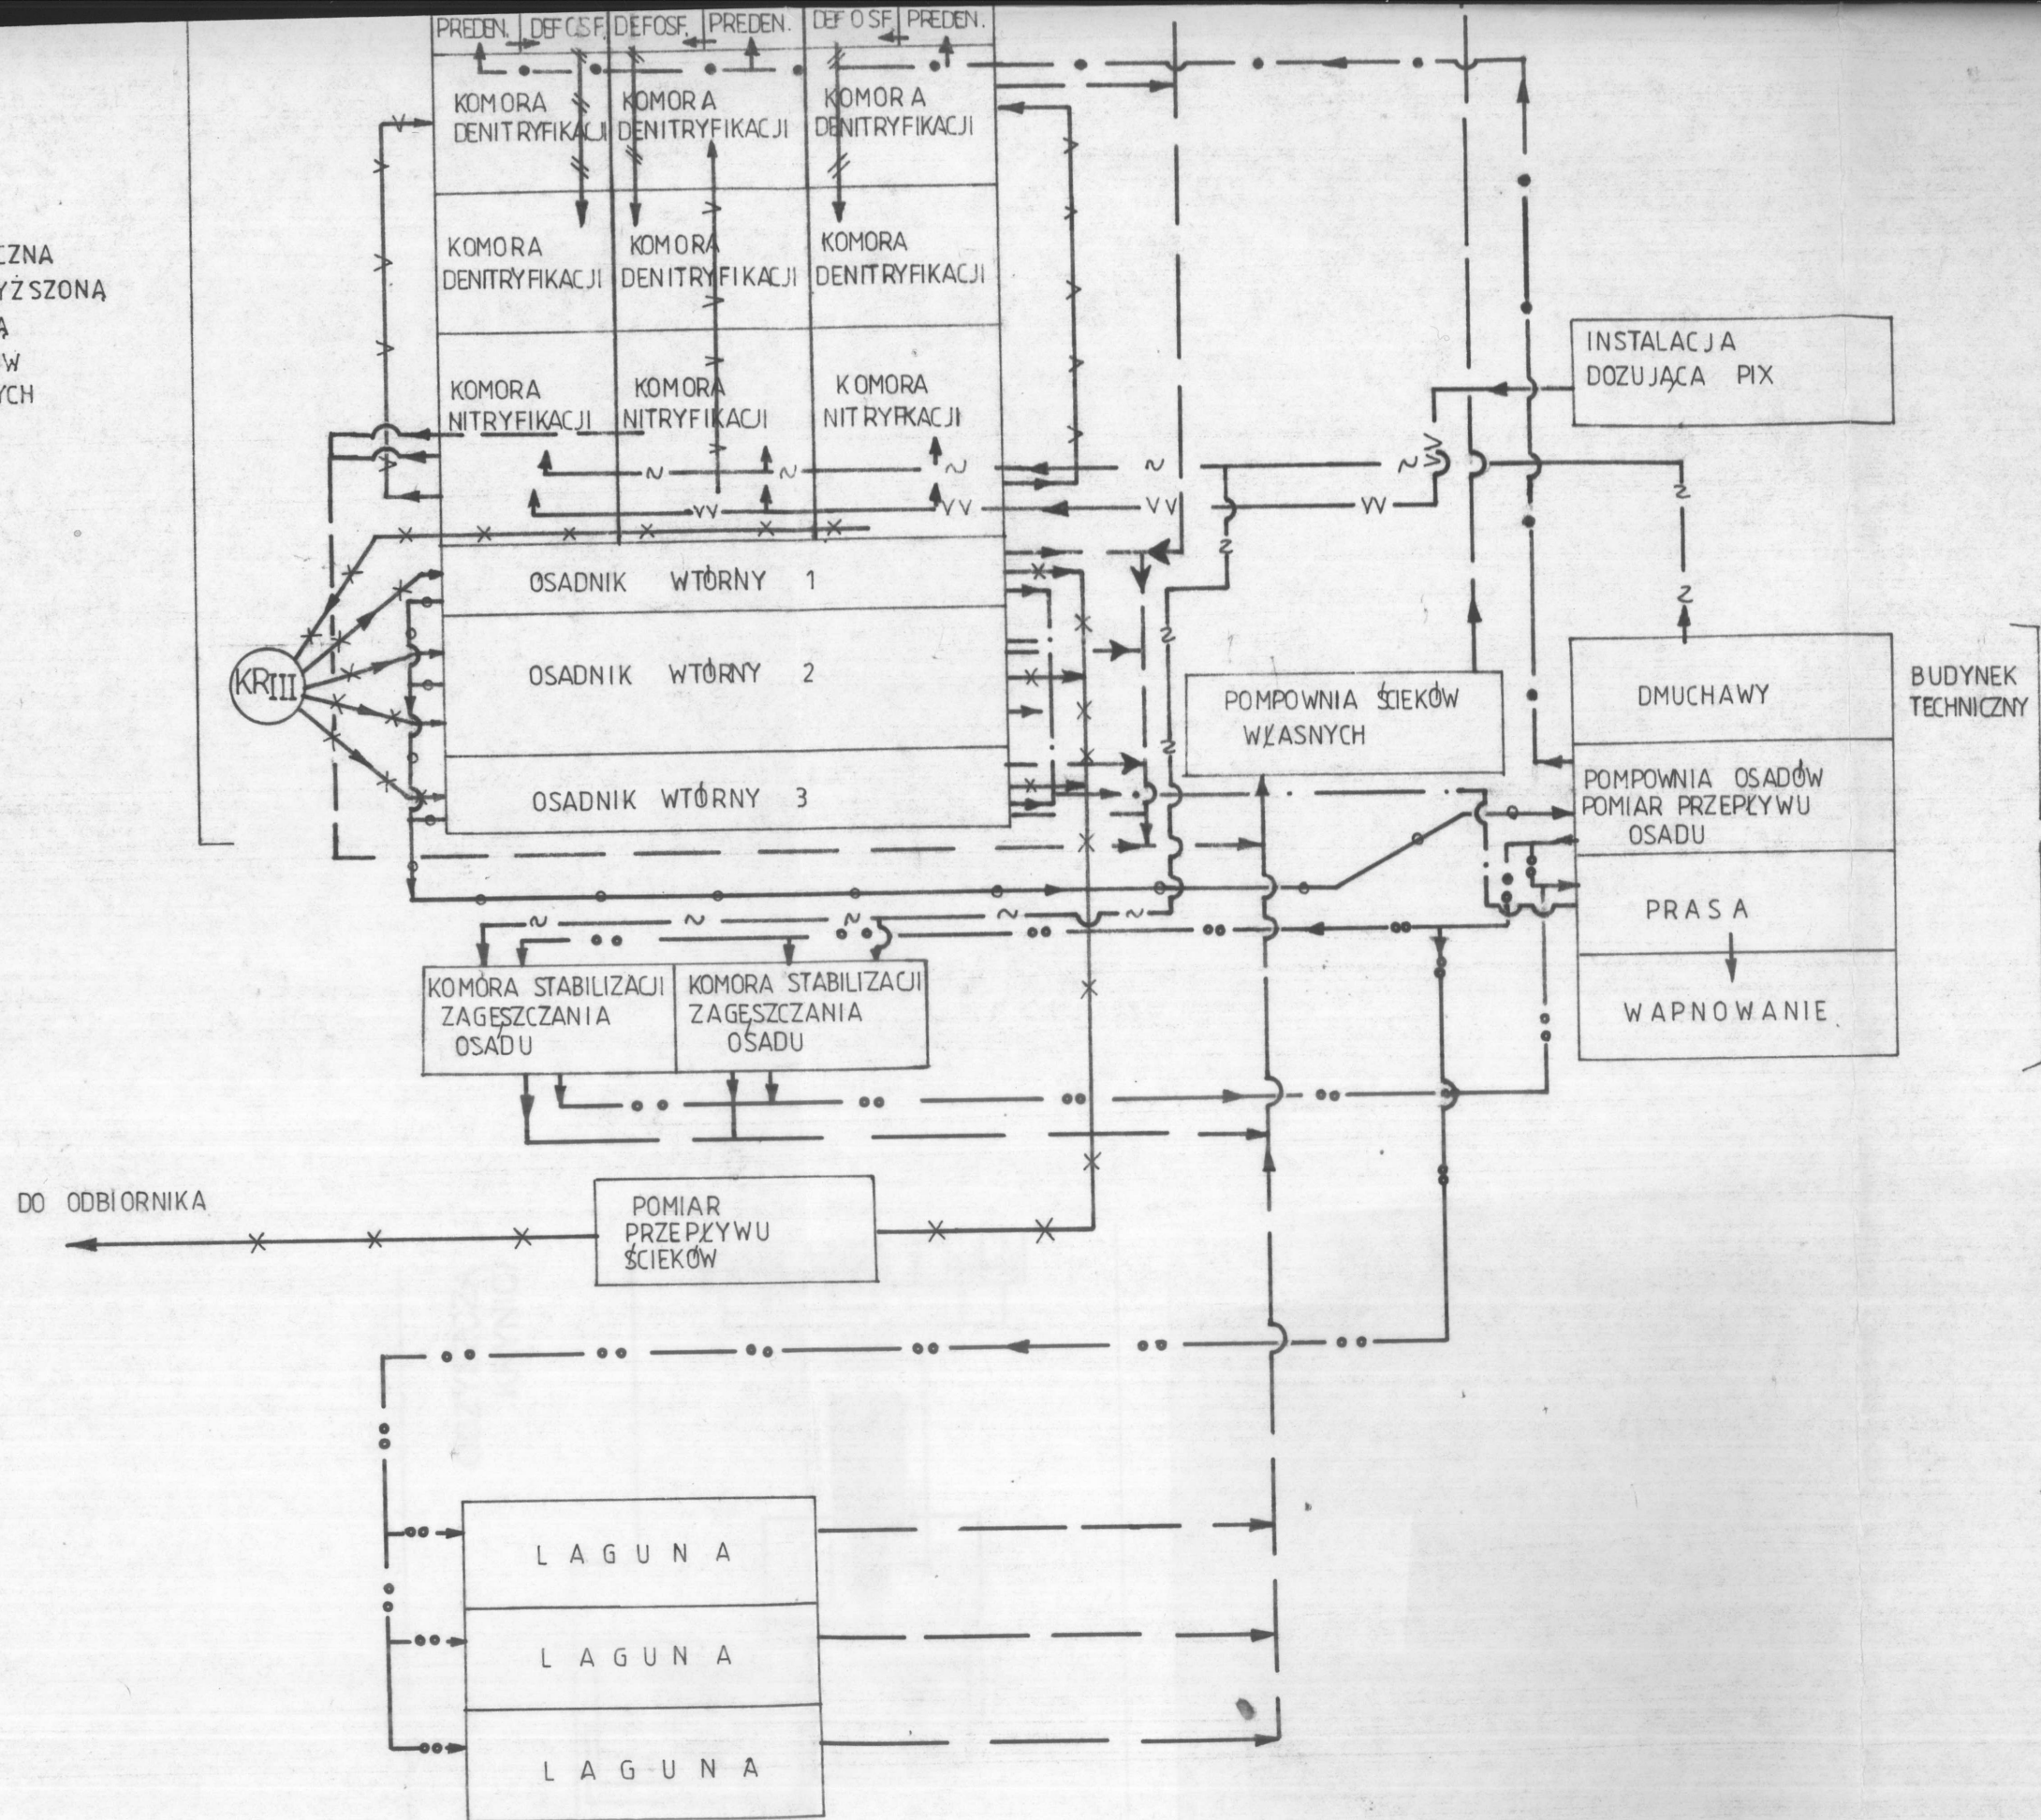 PREDEN. DEFOSF. DEFOSF. PREDEN. DEFOSF PREDEN.
KOMORA
DENITRYFIKACJI
KOMORA
DENITRYFIKACJI
KOMORA
DENITRYFIKACJI
CZNA
YŻSZONĄ
Ą
W
YCH
KOMORA
DENITRYFIKACJI
KOMORA
DENITRYFIKACJI
KOMORA
DENITRYFIKACJI
INSTALACJA
DOZUJĄCA PIX
KOMORA
NITRYFIKACJI
KOMORA
NITRYFIKACJI
KOMORA
NITRYFIKACJI
OSADNIK WTÓRNY 1
KRIII
OSADNIK WTÓRNY 2
OSADNIK WTÓRNY 3
POMPOWNIA ŚCIEKÓW
WŁASNYCH
DMUCHAWY
BUDYNEK
TECHNICZNY
POMPOWNIA OSADÓW
POMIAR PRZEPŁYWU
OSADU
PRASA
WAPNOWANIE
KOMORA STABILIZACJI
ZAGĘSZCZANIA
OSADU
KOMORA STABILIZACJI
ZAGĘSZCZANIA
OSADU
DO ODBIORNIKA
POMIAR
PRZEPŁYWU
ŚCIEKÓW
LAGUNA
LAGUNA
LAGUNA